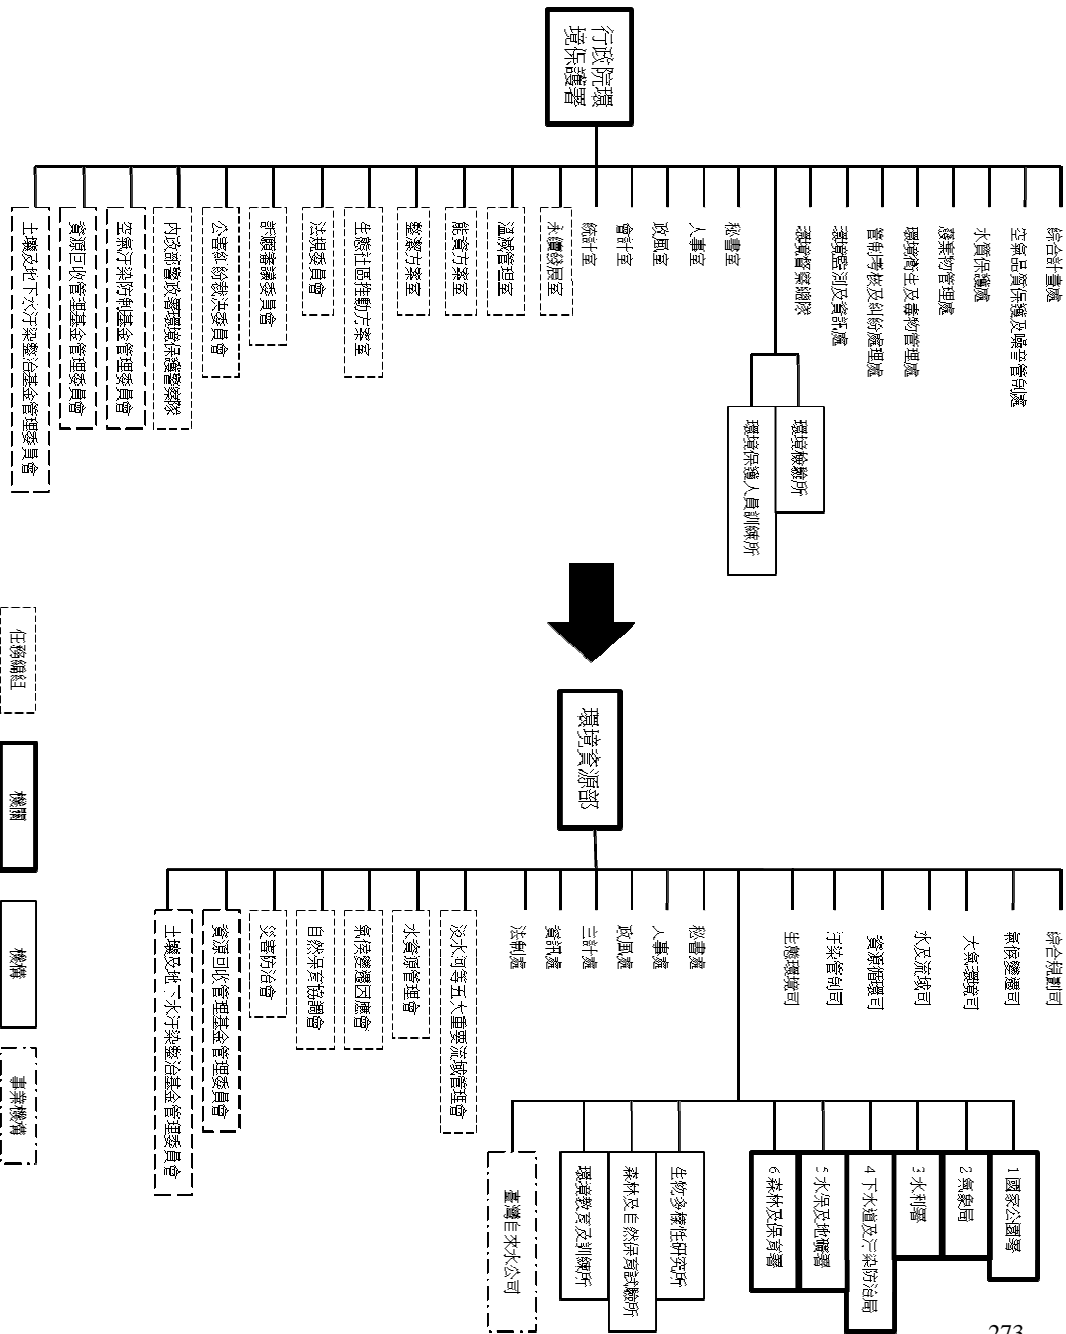 行政院環
境保護署
綜合計畫處
空氣品質保護及噪音管制處
水質保護處
廢棄物管理處
環境衛生及毒物管理處
管制考核及糾紛處理處
環境監測及資訊處
環境督察總隊
環境檢驗所
環境保護人員訓練所
秘書室
人事室
政風室
會計室
統計室
永續發展室
溫減管理室
能資方案室
整潔方案室
生態社區推動方案室
法規委員會
訴願審議委員會
公害糾紛裁決委員會
內政部警政署環境保護警察隊
空氣汙染防制基金管理委員會
資源回收管理基金管理委員會
土壤及地下水汙染整治基金管理委員會
環境資源部
綜合規劃司
氣候變遷司
大氣環境司
水及流域司
資源循環司
汙染管制司
生態環境司
1國家公園署
2氣象局
3水利署
4下水道及汙染防治局
5水保及地礦署
6森林及保育署
生物多樣性研究所
森林及自然保育試驗所
環境教育及訓練所
臺灣自來水公司
秘書處
人事處
政風處
主計處
資訊處
法制處
淡水河等五大重要流域管理會
水資源管理會
氣候變遷因應會
自然保育協調會
災害防治會
資源回收管理基金管理委員會
土壤及地下水汙染整治基金管理委員會
任務編組
機關
機構
事業機構
273